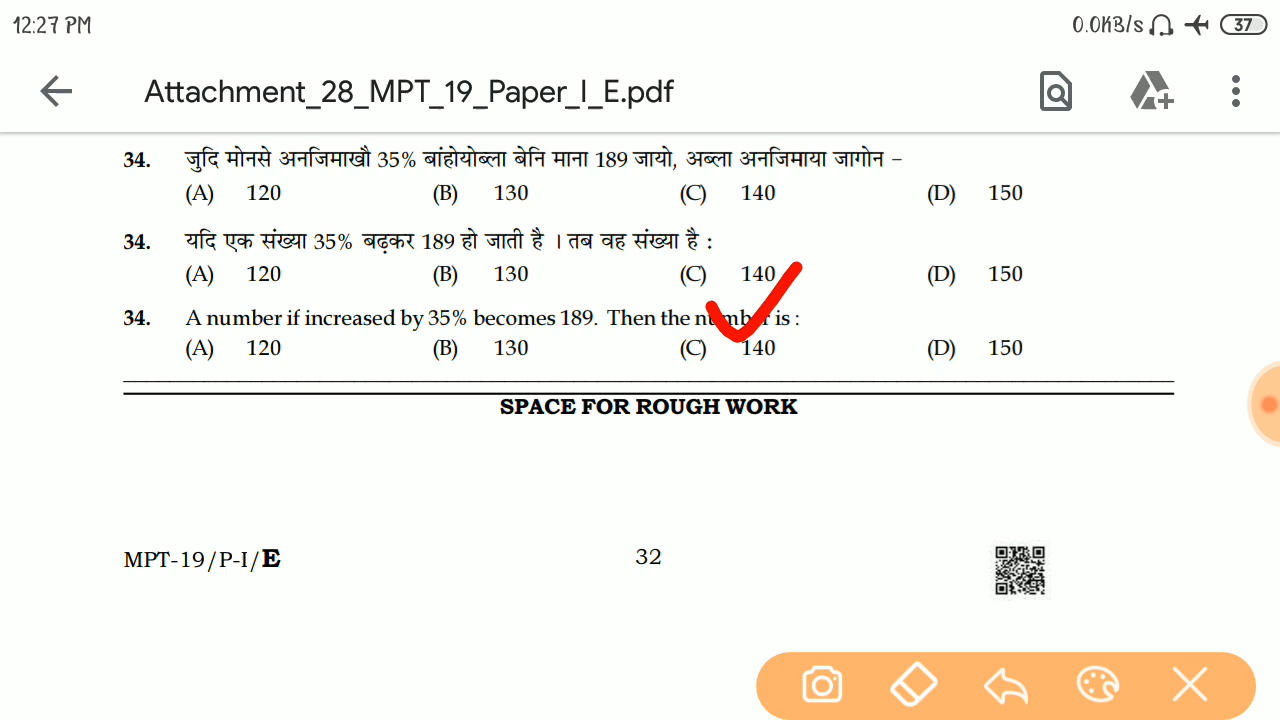 12:27 PM 0.0KB/s 37
Attachment_28_MPT_19_Paper_I_E.pdf
34. जुदि मोनसे अनजिमाखौ 35% बांहोयोब्ला बेनि माना 189 जायो, अब्ला अनजिमाया जागोन –
(A) 120 (B) 130 (C) 140 (D) 150
34. यदि एक संख्या 35% बढ़कर 189 हो जाती है । तब वह संख्या है :
(A) 120 (B) 130 (C) 140 (D) 150
34. A number if increased by 35% becomes 189. Then the number is :
(A) 120 (B) 130 (C) 140 (D) 150
SPACE FOR ROUGH WORK
MPT-19/P-I/E 32